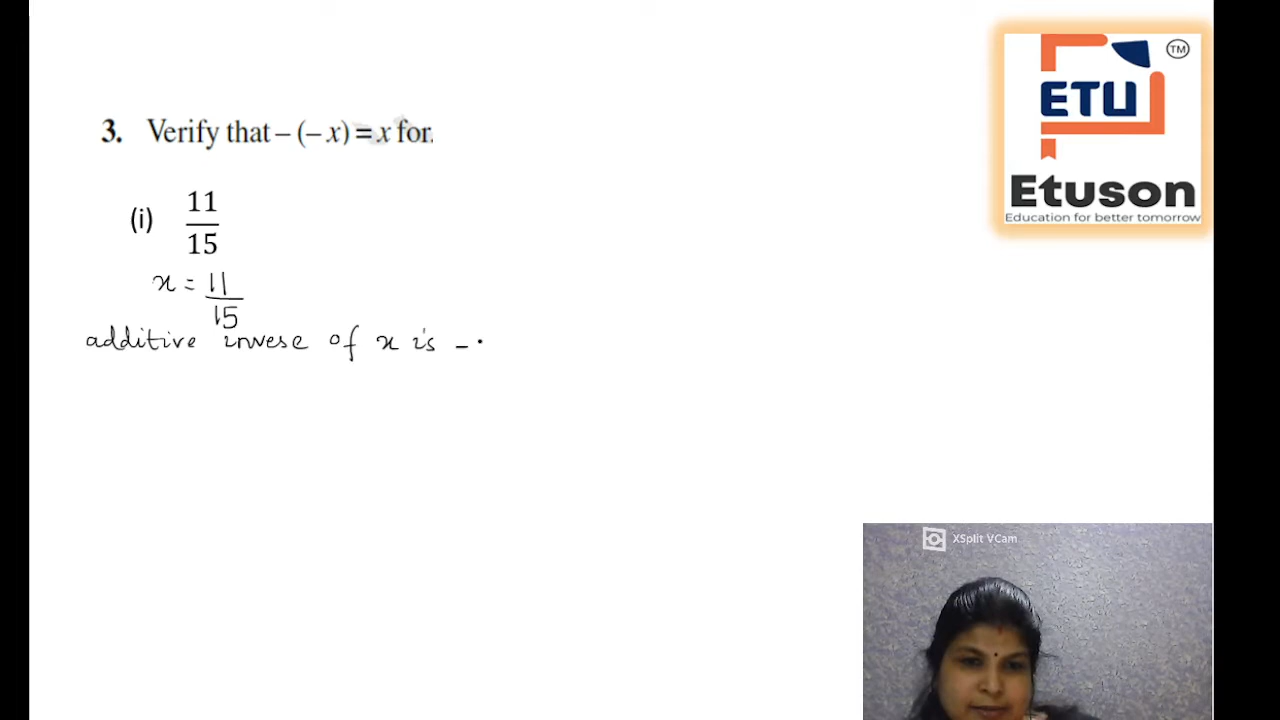 TM
ETU
Etuson
Education for better tomorrow
3. Verify that – (– x) = x for.
(i) 11/15
x = 11/15
additive invese of x is –
XSplit VCam